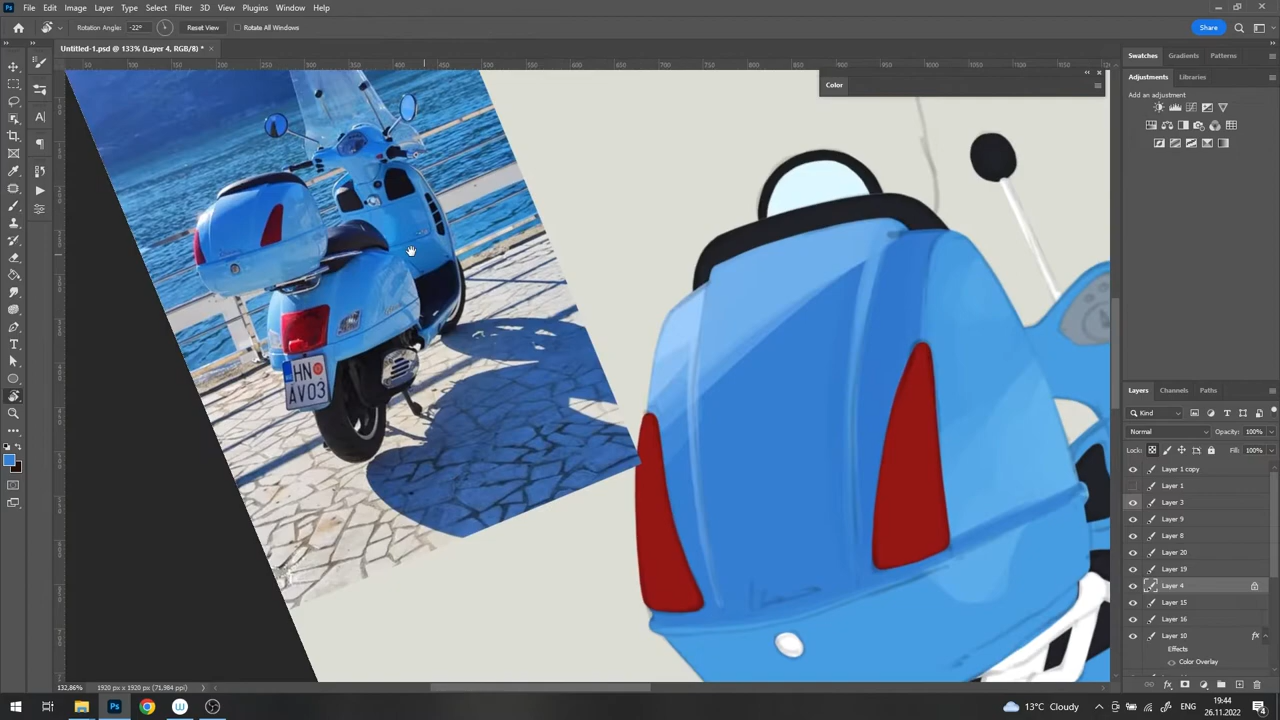 File Edit Image Layer Type Select Filter 3D View Plugins Window Help
Rotation Angle: -22° Reset View Rotate All Windows Share
Untitled-1.psd @ 133% (Layer 4, RGB/8) * ×
Swatches Gradients Patterns
Color
Adjustments Libraries
Add an adjustment
HN
AV03
Layers Channels Paths
Kind
Normal Opacity: 100%
Lock: Fill: 100%
Layer 1 copy
Layer 1
Layer 3
Layer 9
Layer 8
Layer 20
Layer 19
Layer 4
Layer 15
Layer 16
Layer 10 fx
Effects
Color Overlay
132,86% 1920 px x 1920 px (71,984 ppi)
13°C Cloudy ENG 19:44
26.11.2022